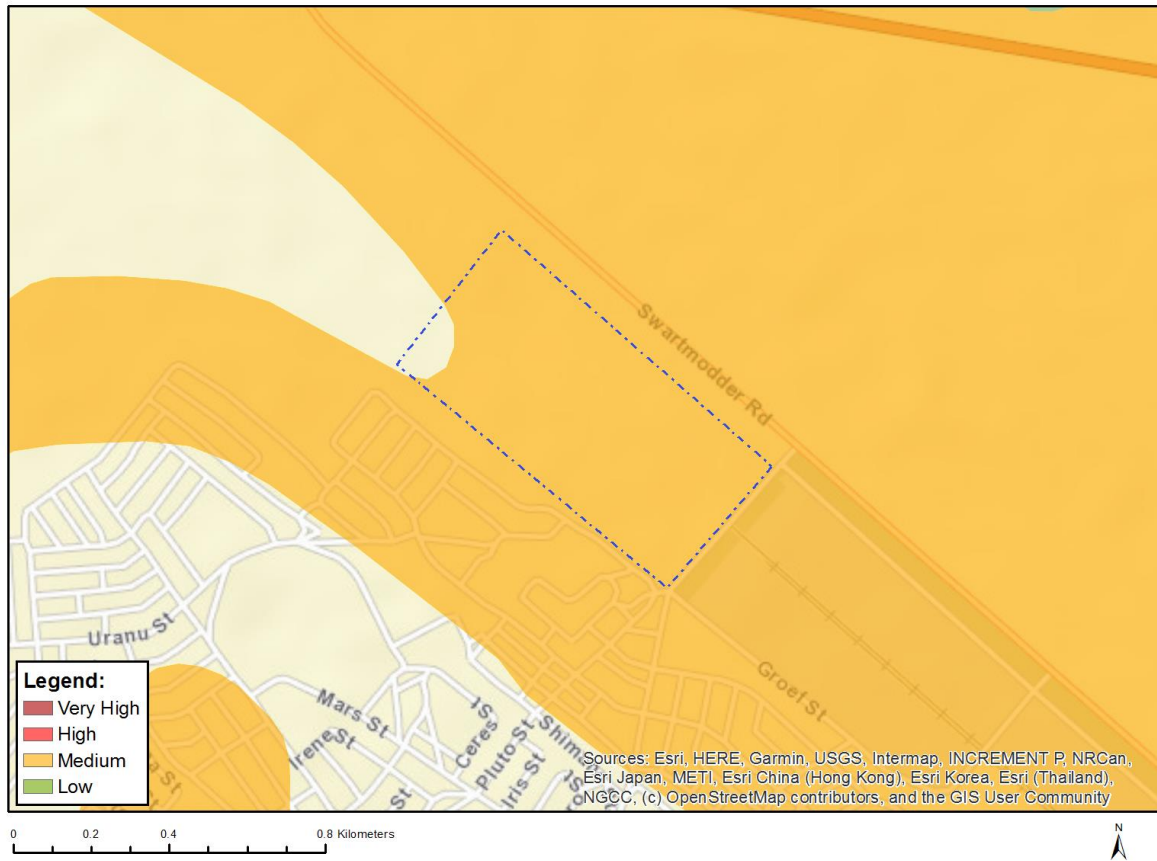 Swartmodder Rd
Uranu St
Groef St
Mars St
Irene St
Ceres
St
Pluto St
Iris St
St
St
Legend:
Very High
High
Medium
Low
Sources: Esri, HERE, Garmin, USGS, Intermap, INCREMENT P, NRCan,
Esri Japan, METI, Esri China (Hong Kong), Esri Korea, Esri (Thailand),
NGCC, (c) OpenStreetMap contributors, and the GIS User Community
0 0.2 0.4 0.8 Kilometers
N